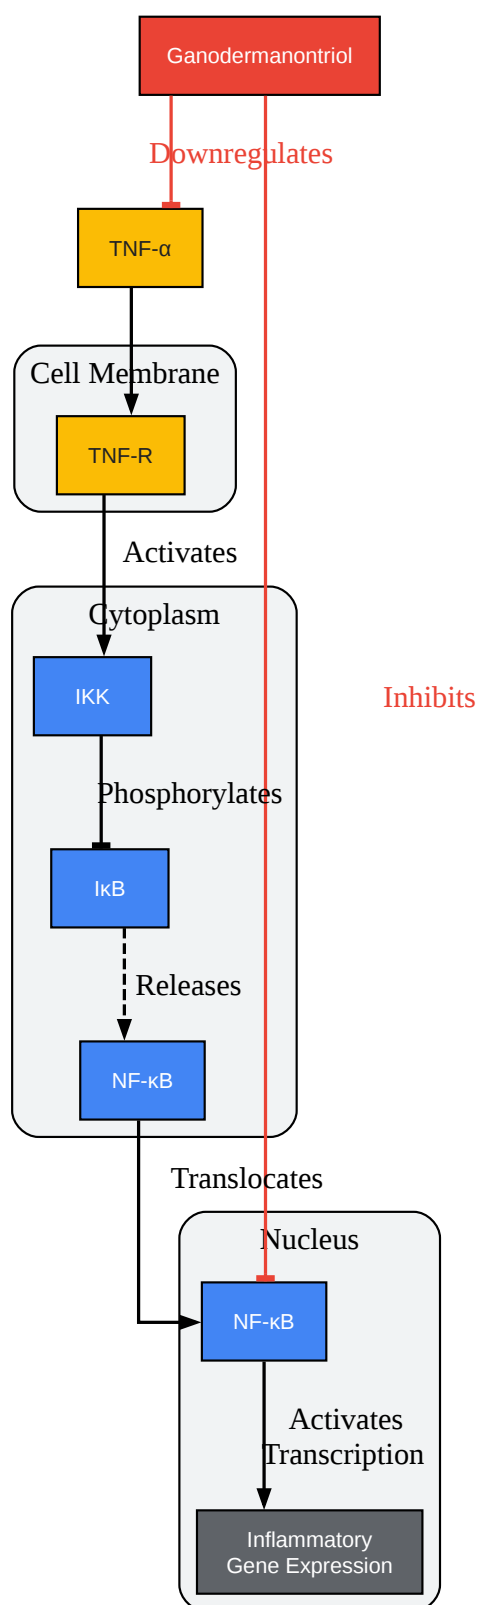 Ganodermanontriol
Downregulates
TNF-α
Cell Membrane
TNF-R
Activates
Cytoplasm
IKK
Inhibits
Phosphorylates
IκB
Releases
NF-κB
Translocates
Nucleus
NF-κB
Activates
Transcription
Inflammatory
Gene Expression